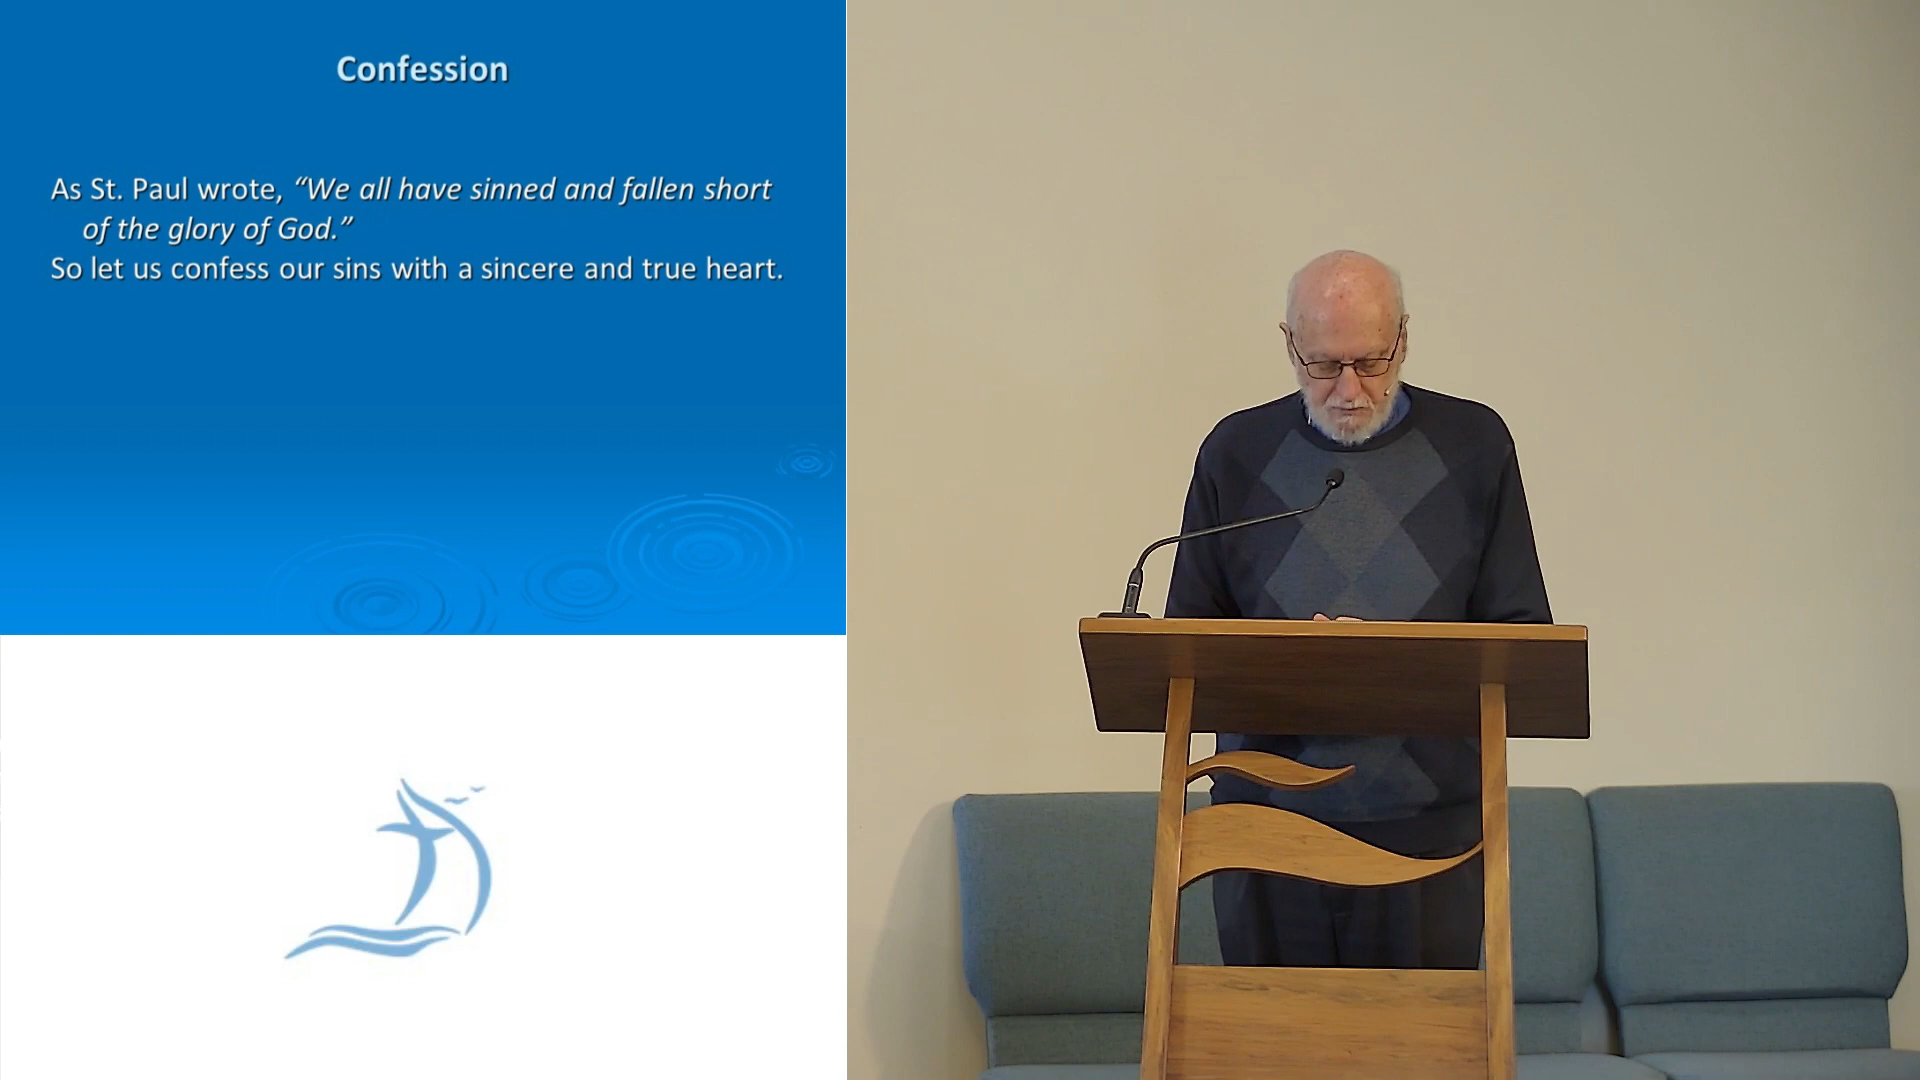 Confession
As St. Paul wrote, “We all have sinned and fallen short
of the glory of God.”
So let us confess our sins with a sincere and true heart.